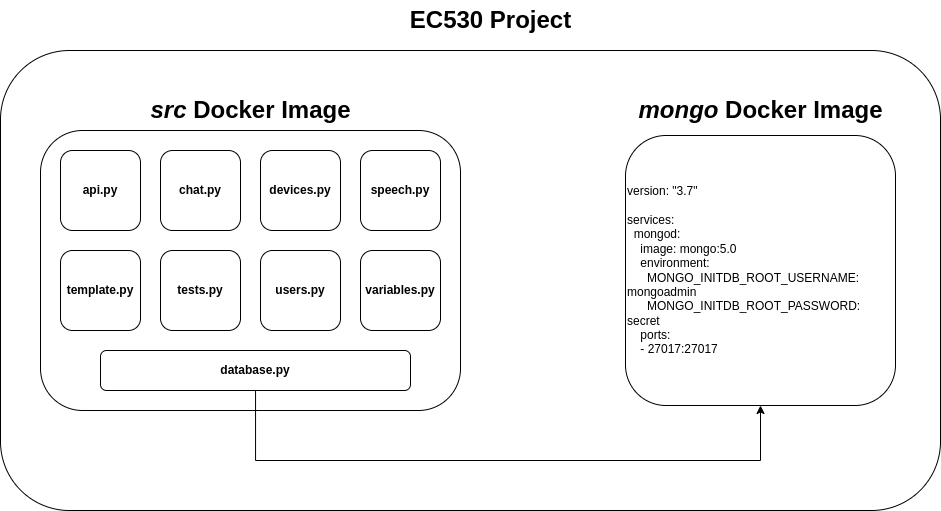 EC530 Project
src Docker Image
mongo Docker Image
api.py
chat.py
devices.py
speech.py
template.py
tests.py
users.py
variables.py
database.py
version: "3.7"
services:
mongod:
image: mongo:5.0
environment:
MONGO_INITDB_ROOT_USERNAME:
mongoadmin
MONGO_INITDB_ROOT_PASSWORD:
secret
ports:
- 27017:27017